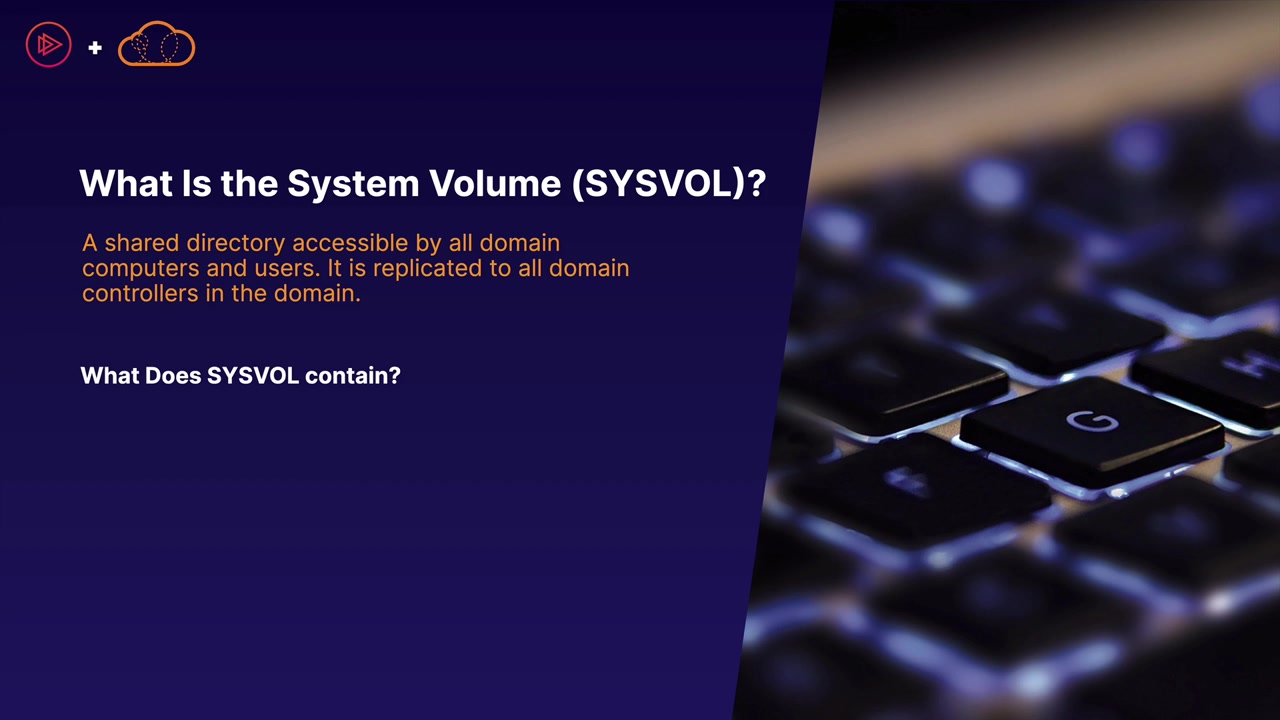 What Is the System Volume (SYSVOL)?
A shared directory accessible by all domain
computers and users. It is replicated to all domain
controllers in the domain.
What Does SYSVOL contain?
G
H